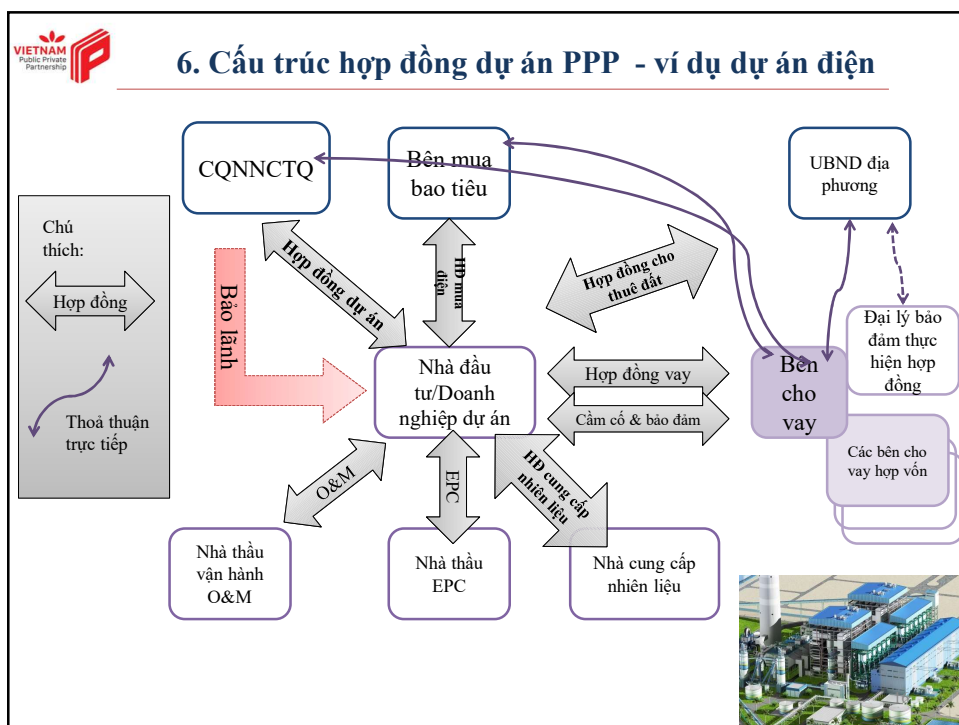 VIETNAM
Public Private
Partnership
6. Cấu trúc hợp đồng dự án PPP - ví dụ dự án điện
CQNNCTQ
Bên mua
bao tiêu
UBND địa
phương
Chú
thích:
Hợp đồng
Thoả thuận
trực tiếp
Bảo lãnh
Hợp đồng dự án
HĐ mua
điện
Hợp đồng cho
thuê đất
Nhà đầu
tư/Doanh
nghiệp dự án
Hợp đồng vay
Cầm cố & bảo đảm
Bên
cho
vay
Đại lý bảo
đảm thực
hiện hợp
đồng
Các bên cho
vay hợp vốn
O&M
EPC
HĐ cung cấp
nhiên liệu
Nhà thầu
vận hành
O&M
Nhà thầu
EPC
Nhà cung cấp
nhiên liệu